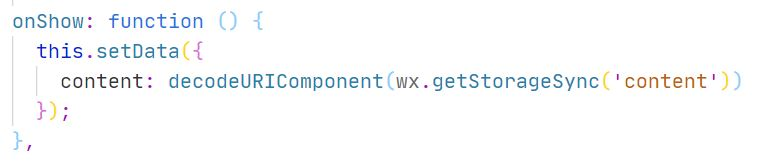 onShow: function () {
  this.setData({
    content: decodeURIComponent(wx.getStorageSync('content'))
  });
},